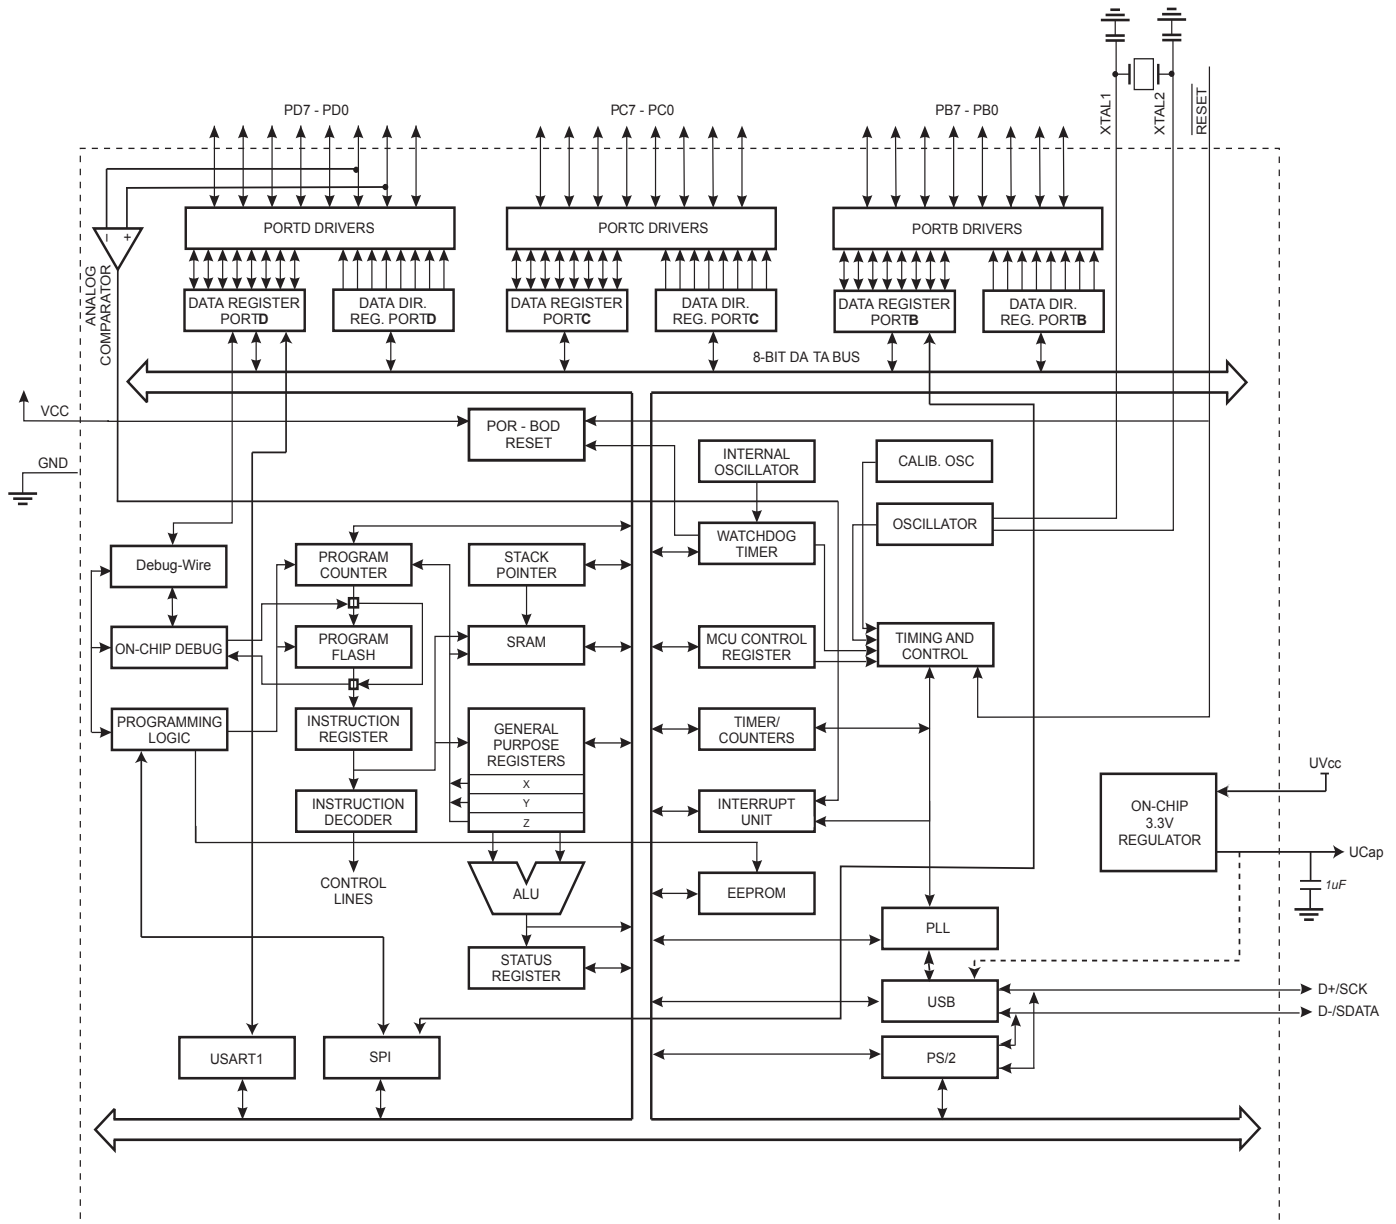 XTAL1
XTAL2
RESET
PD7 - PD0
PC7 - PC0
PB7 - PB0
PORTD DRIVERS
PORTC DRIVERS
PORTB DRIVERS
–
+
ANALOG
COMPARATOR
DATA REGISTER
PORTD
DATA DIR.
REG. PORTD
DATA REGISTER
PORTC
DATA DIR.
REG. PORTC
DATA REGISTER
PORTB
DATA DIR.
REG. PORTB
8-BIT DA TA BUS
VCC
GND
POR - BOD
RESET
INTERNAL
OSCILLATOR
CALIB. OSC
OSCILLATOR
WATCHDOG
TIMER
Debug-Wire
PROGRAM
COUNTER
STACK
POINTER
ON-CHIP DEBUG
PROGRAM
FLASH
SRAM
MCU CONTROL
REGISTER
TIMING AND
CONTROL
PROGRAMMING
LOGIC
INSTRUCTION
REGISTER
GENERAL
PURPOSE
REGISTERS
X
Y
Z
TIMER/
COUNTERS
INSTRUCTION
DECODER
INTERRUPT
UNIT
UVcc
ON-CHIP
3.3V
REGULATOR
UCap
1uF
CONTROL
LINES
ALU
EEPROM
STATUS
REGISTER
PLL
USB
D+/SCK
D-/SDATA
USART1
SPI
PS/2